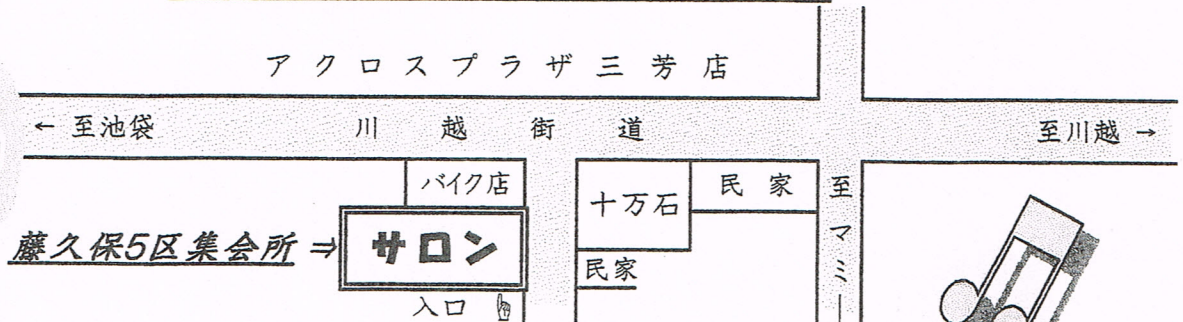 アクロスプラザ三芳店
← 至池袋 川越街道 至川越 →
バイク店
十万石
民家
至マミー
藤久保5区集会所 ⇒
サロン
民家
入口